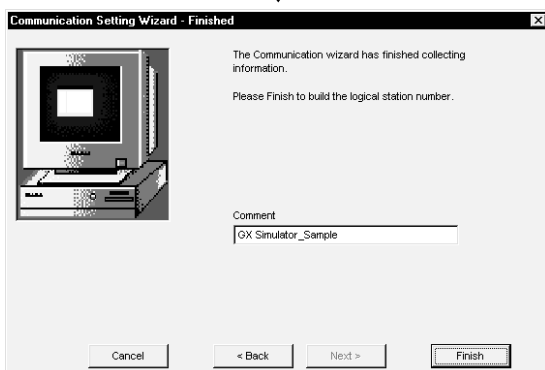 Communication Setting Wizard - Finished
The Communication wizard has finished collecting
information.
Please Finish to build the logical station number.
Comment
GX Simulator_Sample
Cancel
< Back
Next >
Finish